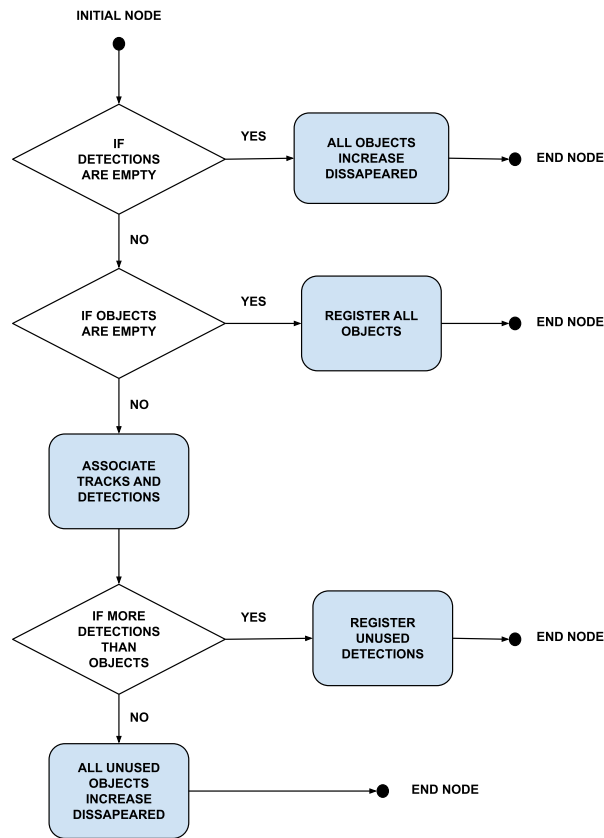 INITIAL NODE
IF
DETECTIONS
ARE EMPTY
YES
ALL OBJECTS
INCREASE
DISSAPEARED
END NODE
NO
IF OBJECTS
ARE EMPTY
YES
REGISTER ALL
OBJECTS
END NODE
NO
ASSOCIATE
TRACKS AND
DETECTIONS
IF MORE
DETECTIONS
THAN
OBJECTS
YES
REGISTER
UNUSED
DETECTIONS
END NODE
NO
ALL UNUSED
OBJECTS
INCREASE
DISSAPEARED
END NODE